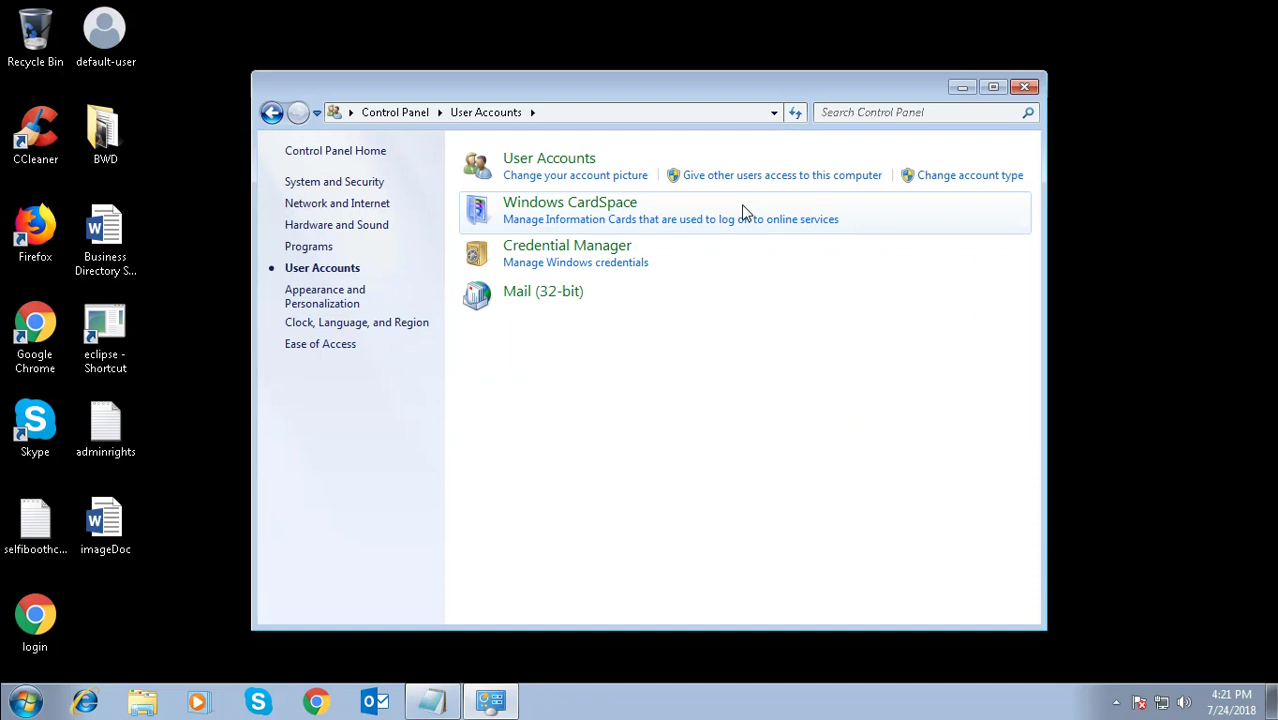 Recycle Bin
default-user
CCleaner
BWD
Firefox
Business
Directory S...
Google
Chrome
eclipse -
Shortcut
Skype
adminrights
selfiboothc...
imageDoc
login
Control Panel
User Accounts
Search Control Panel
Control Panel Home
System and Security
Network and Internet
Hardware and Sound
Programs
User Accounts
Appearance and
Personalization
Clock, Language, and Region
Ease of Access
User Accounts
Change your account picture
Give other users access to this computer
Change account type
Windows CardSpace
Manage Information Cards that are used to log on to online services
Credential Manager
Manage Windows credentials
Mail (32-bit)
4:21 PM
7/24/2018